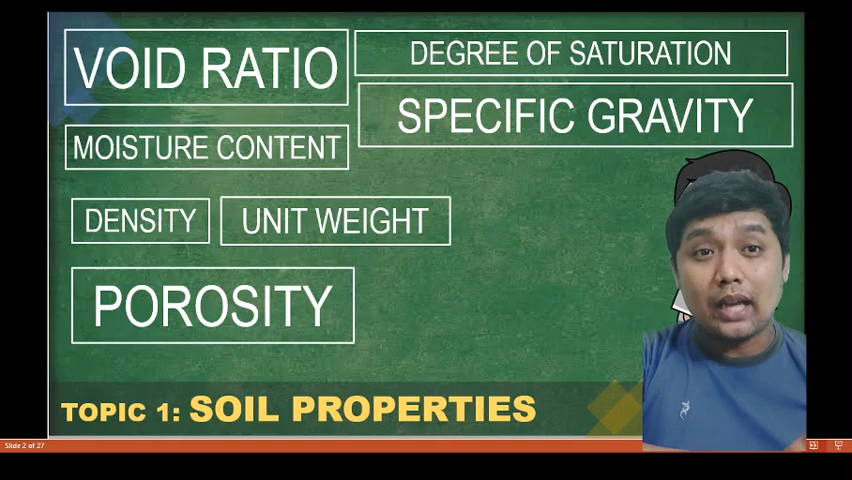 VOID RATIO
DEGREE OF SATURATION
SPECIFIC GRAVITY
MOISTURE CONTENT
DENSITY
UNIT WEIGHT
POROSITY
TOPIC 1: SOIL PROPERTIES
Slide 2 of 27